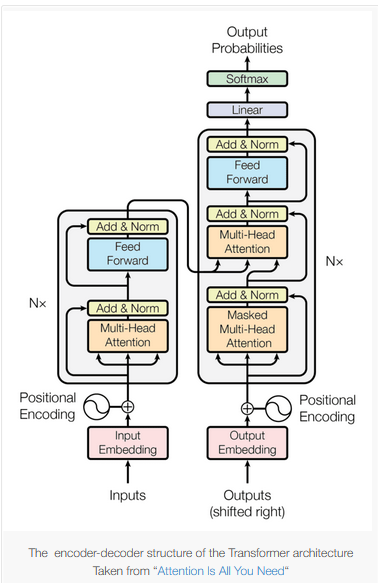 Output
Probabilities
Softmax
Linear
Add & Norm
Feed
Forward
Add & Norm
Multi-Head
Attention
Add & Norm
Masked
Multi-Head
Attention
N×
Add & Norm
Feed
Forward
Add & Norm
Multi-Head
Attention
N×
Positional
Encoding
Positional
Encoding
Input
Embedding
Output
Embedding
Inputs
Outputs
(shifted right)
The encoder-decoder structure of the Transformer architecture
Taken from “Attention Is All You Need“